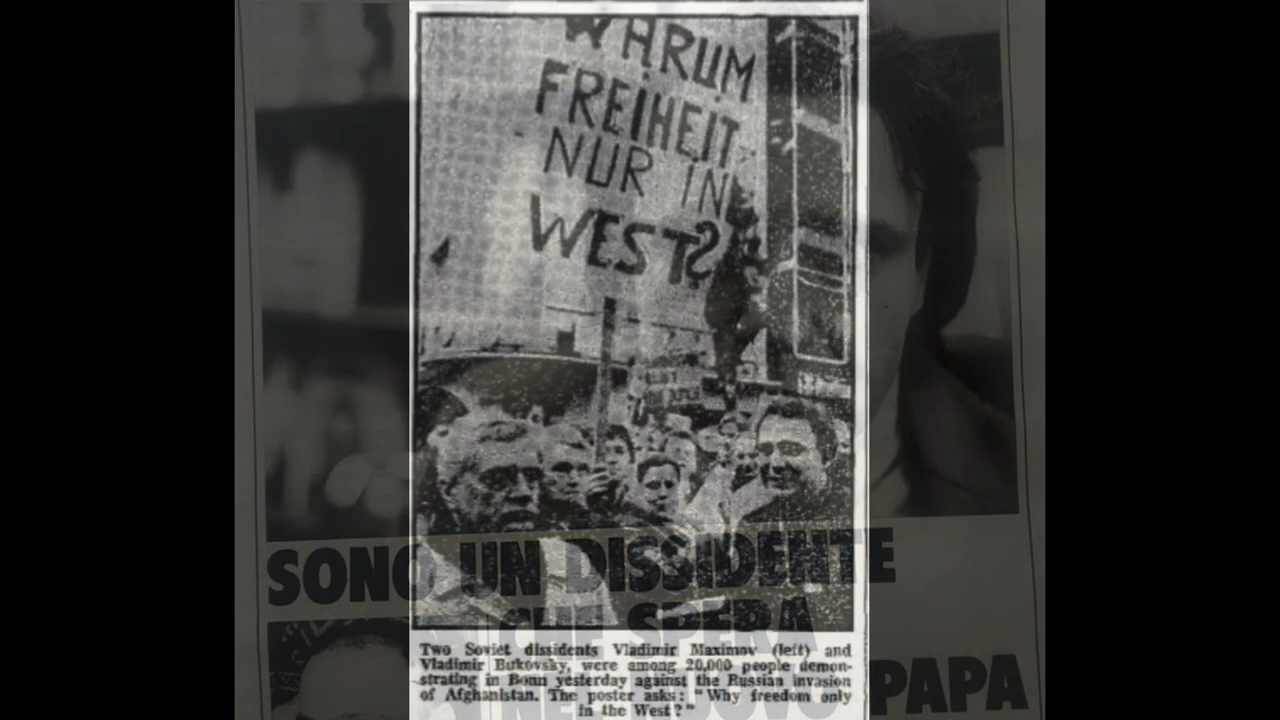 WARUM
FREIHEIT
NUR IN
WEST?
SONO UN DISSIDENTE
CHE SPERA
PAPA
Two Soviet dissidents Vladimir Maximov (left) and
Vladimir Bukovsky, were among 20,000 people demon-
strating in Bonn yesterday against the Russian invasion
of Afghanistan. The poster asks: "Why freedom only
in the West?"